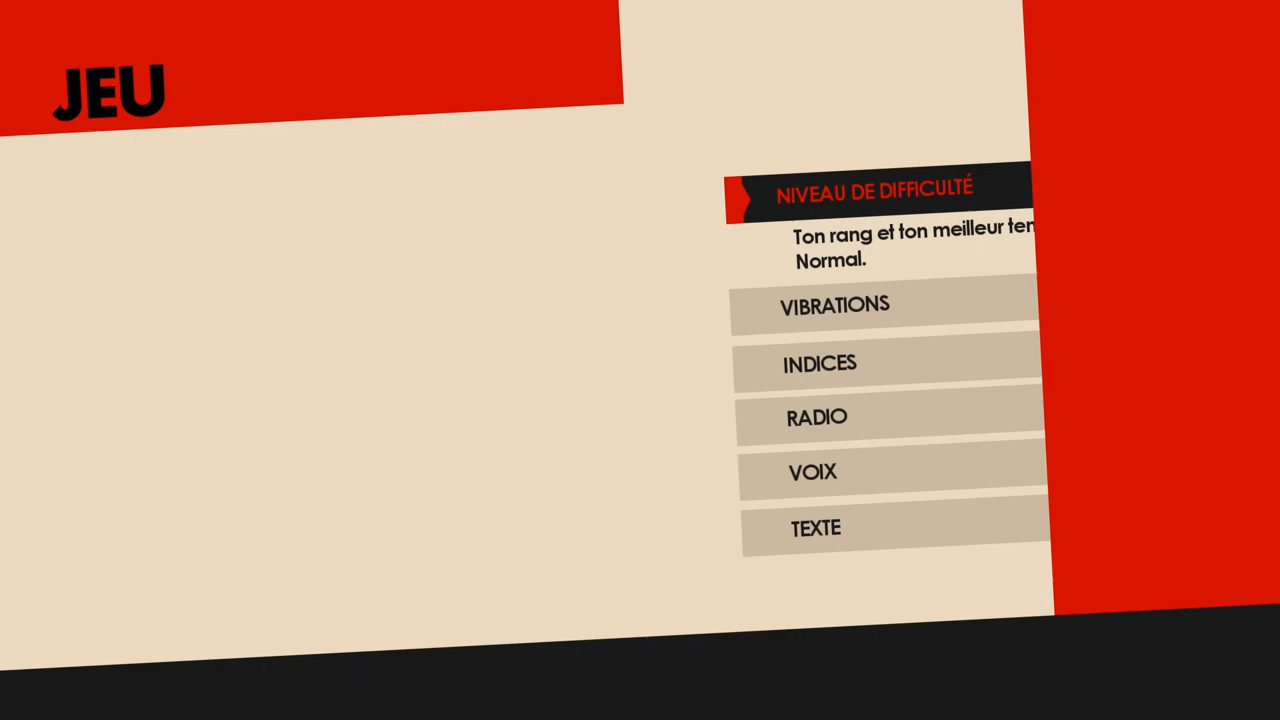 JEU
NIVEAU DE DIFFICULTÉ
Ton rang et ton meilleur
Normal.
VIBRATIONS
INDICES
RADIO
VOIX
TEXTE